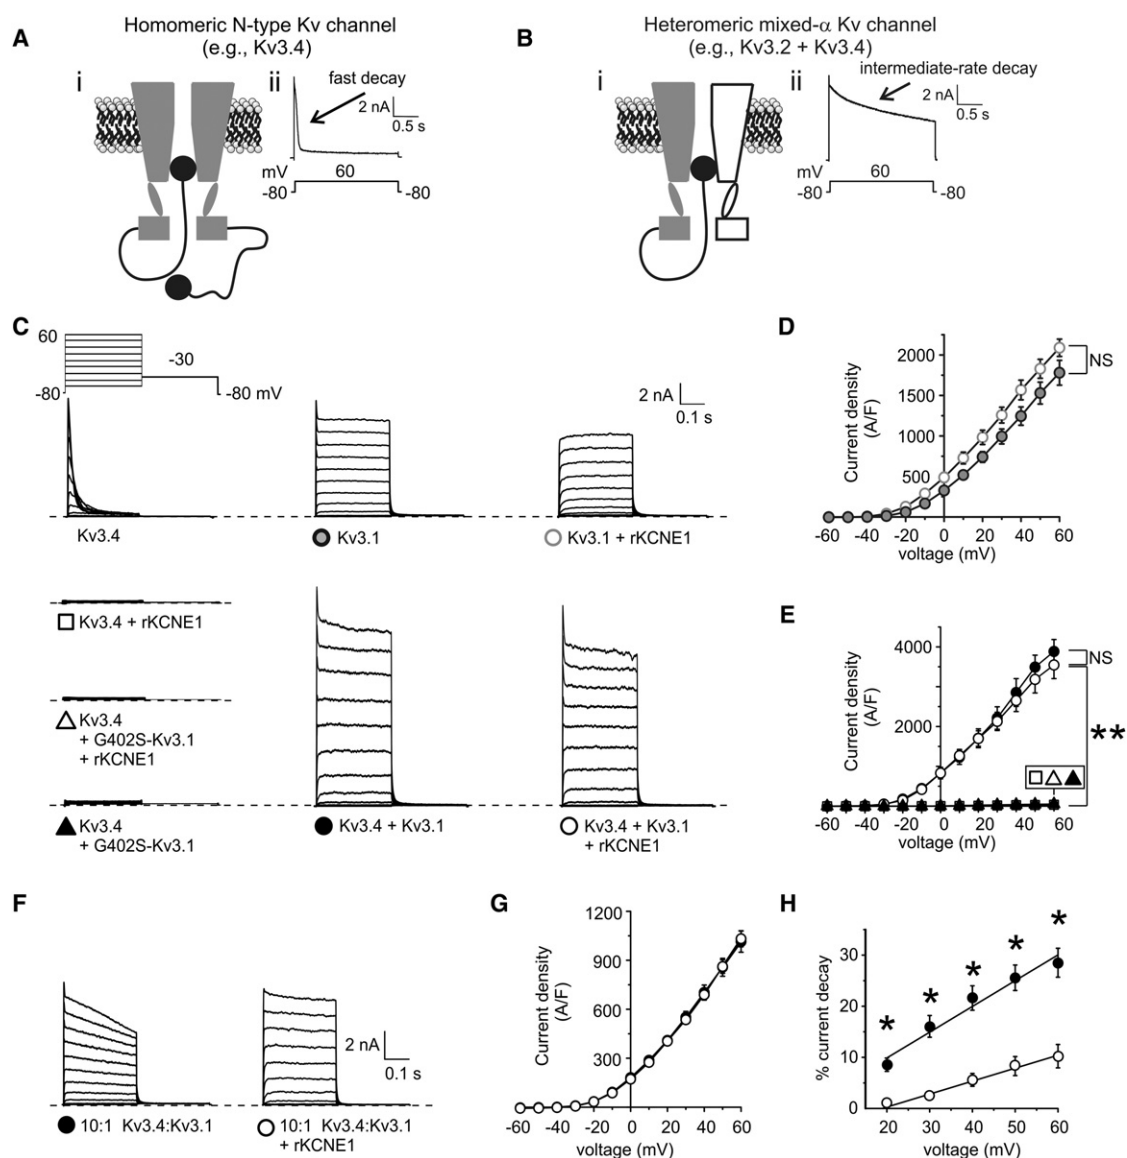 A
Homomeric N-type Kv channel
(e.g., Kv3.4)
i
ii
fast decay
2 nA
0.5 s
mV
60
-80
-80
B
Heteromeric mixed-α Kv channel
(e.g., Kv3.2 + Kv3.4)
i
ii
intermediate-rate decay
2 nA
0.5 s
mV
60
-80
-80
C
60
-30
-80
-80 mV
2 nA
0.1 s
Kv3.4
Kv3.1
Kv3.1 + rKCNE1
Kv3.4 + rKCNE1
Kv3.4
+ G402S-Kv3.1
+ rKCNE1
Kv3.4
+ G402S-Kv3.1
Kv3.4 + Kv3.1
Kv3.4 + Kv3.1
+ rKCNE1
D
Current density
(A/F)
2000
1500
1000
500
NS
-60 -40 -20 0 20 40 60
voltage (mV)
E
Current density
(A/F)
4000
2000
0
NS
**
-60 -40 -20 0 20 40 60
voltage (mV)
F
2 nA
0.1 s
10:1 Kv3.4:Kv3.1
10:1 Kv3.4:Kv3.1
+ rKCNE1
G
Current density
(A/F)
1200
900
600
300
-60 -40 -20 0 20 40 60
voltage (mV)
H
% current decay
30
20
10
0
* * * * *
20 30 40 50 60
voltage (mV)